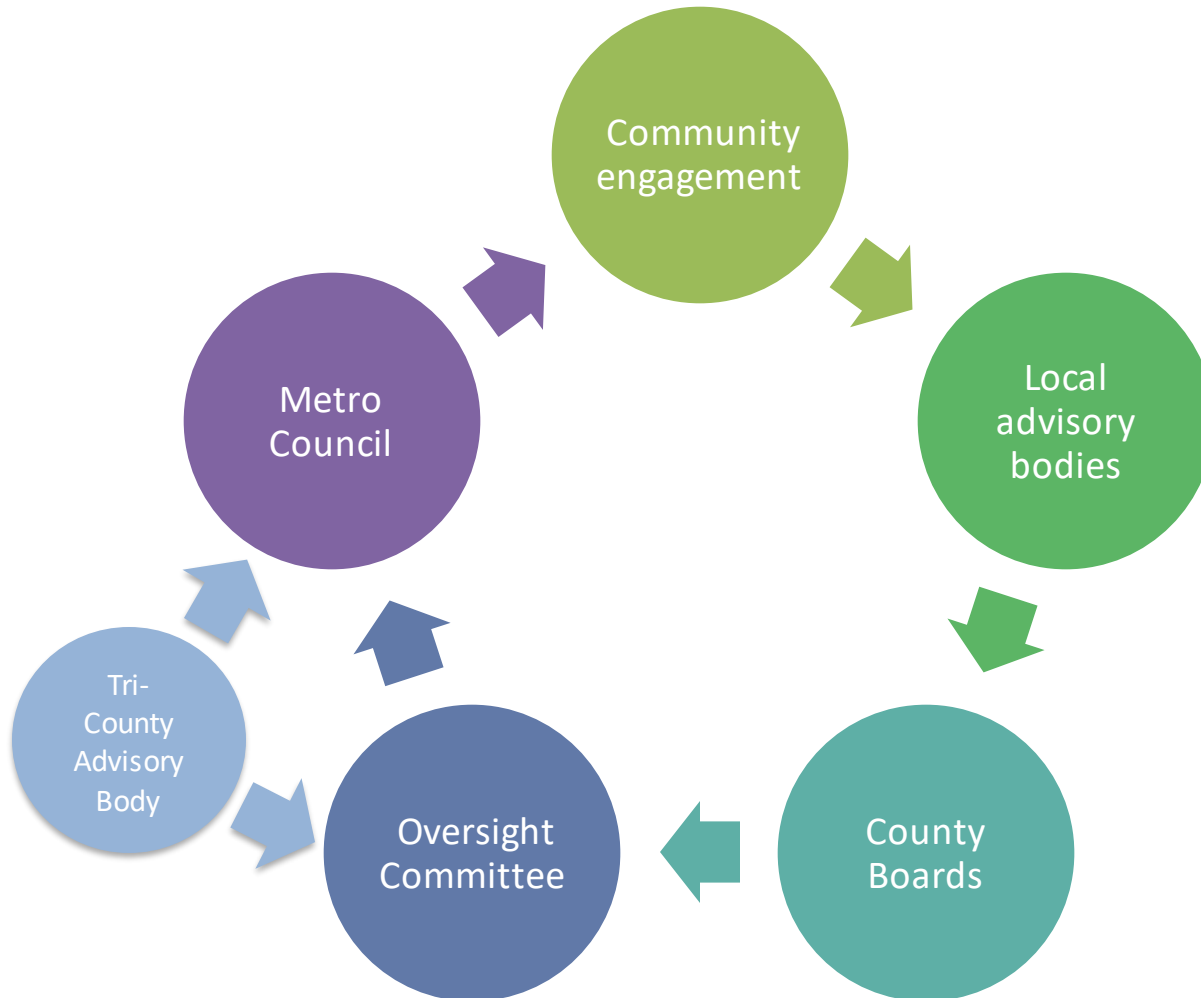 Community
engagement
Local
advisory
bodies
County
Boards
Oversight
Committee
Tri-
County
Advisory
Body
Metro
Council